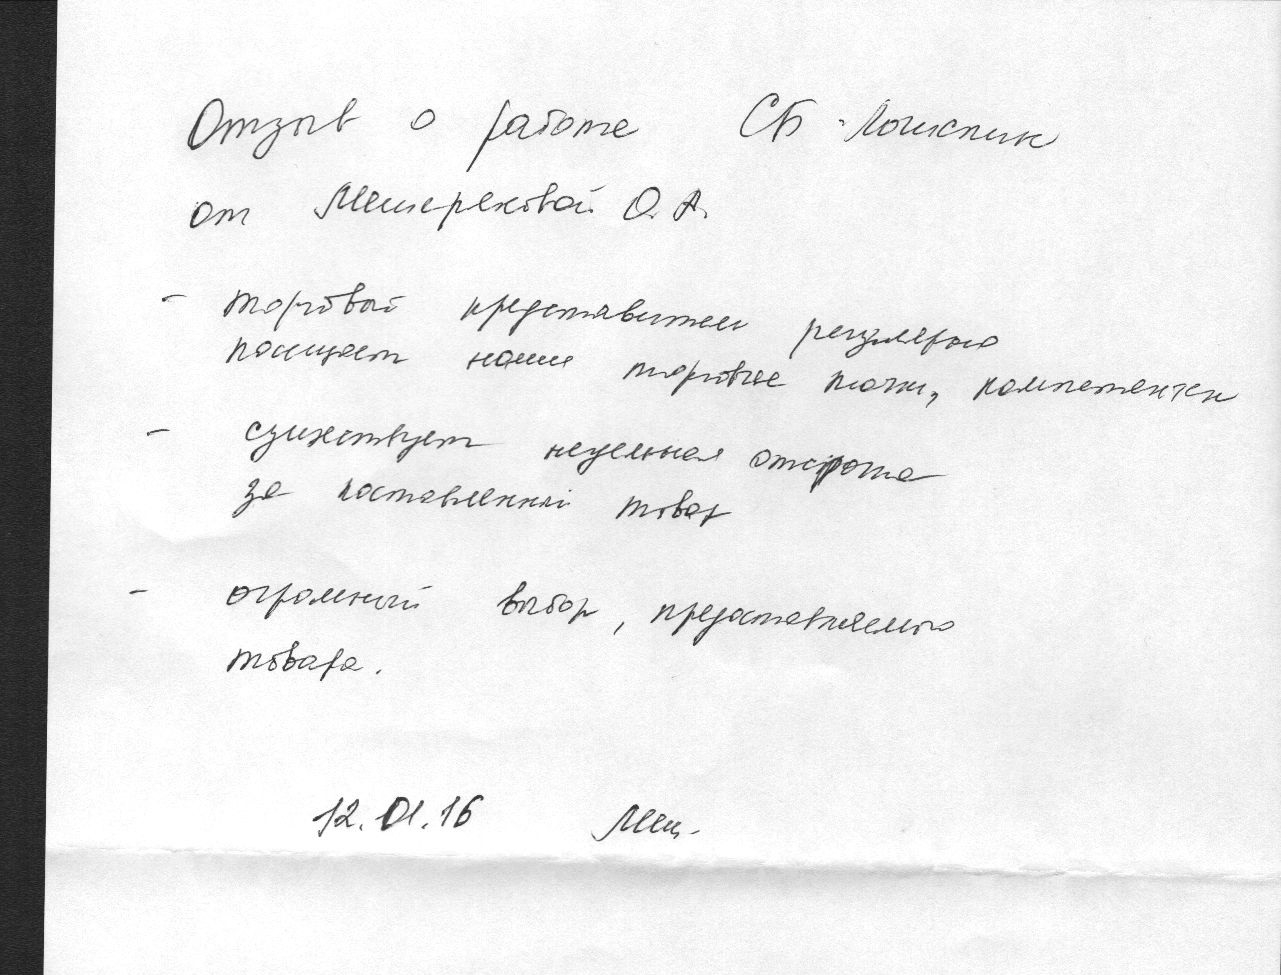 Отзыв о работе СБ-Логистик
от Мещеряковой О.А.
- торговый представитель регулярно
посещает наши торговые точки, компетентен
- существует недельная отсрочка
за поставленный товар
- огромный выбор, предоставляемого
товара.
12.01.16 Мещ.